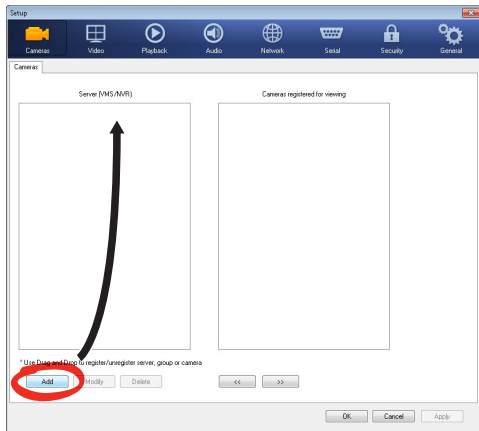 Setup
Cameras Video Playback Audio Network Serial Security General
Cameras
Server (VMS/NVR) Cameras registered for viewing
* Use Drag and Drop to register/unregister server, group or camera
Add Modify Delete << >>
OK Cancel Apply